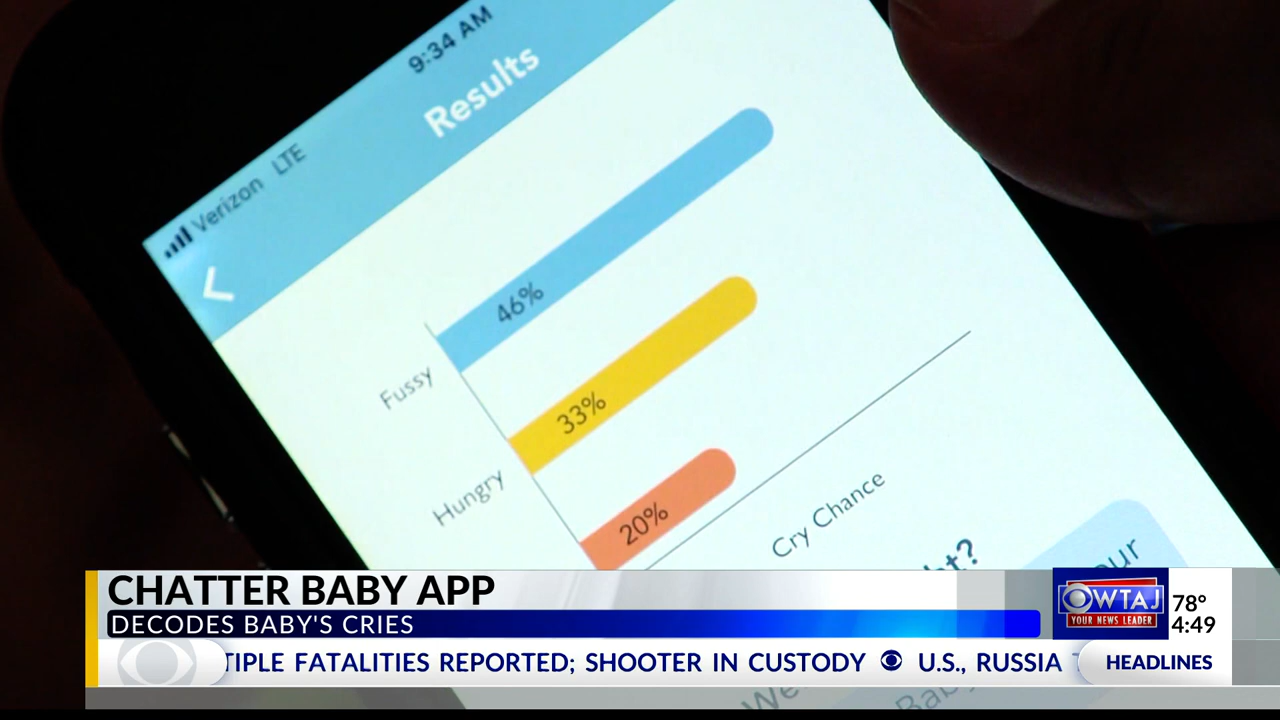 Verizon LTE
9:34 AM
Results
Fussy
46%
Hungry
33%
20%
Cry Chance
CHATTER BABY APP
DECODES BABY'S CRIES
WTAJ
YOUR NEWS LEADER
78°
4:49
TIPLE FATALITIES REPORTED; SHOOTER IN CUSTODY U.S., RUSSIA
HEADLINES